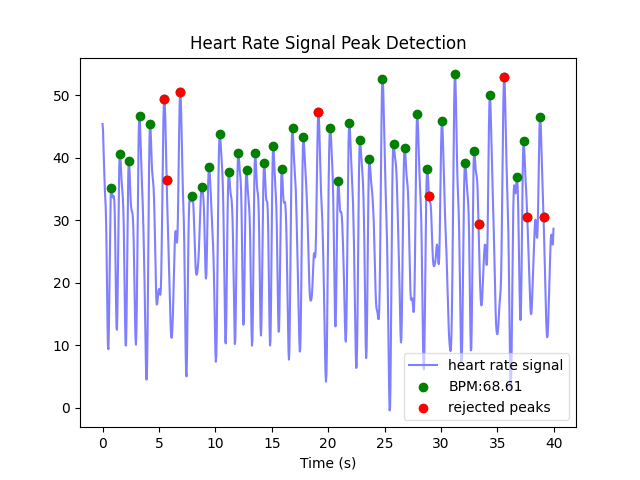 Heart Rate Signal Peak Detection
50
40
30
20
10
0
heart rate signal
BPM:68.61
rejected peaks
0 5 10 15 20 25 30 35 40
Time (s)